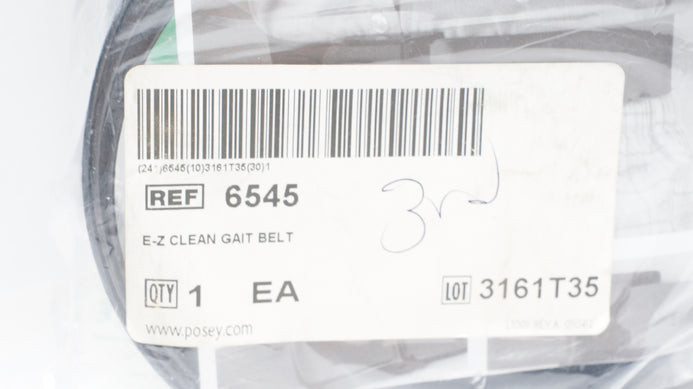 (241)6545(10)3161T35(30)1
REF 6545
3rd
E-Z CLEAN GAIT BELT
QTY 1 EA
LOT 3161T35
www.posey.com